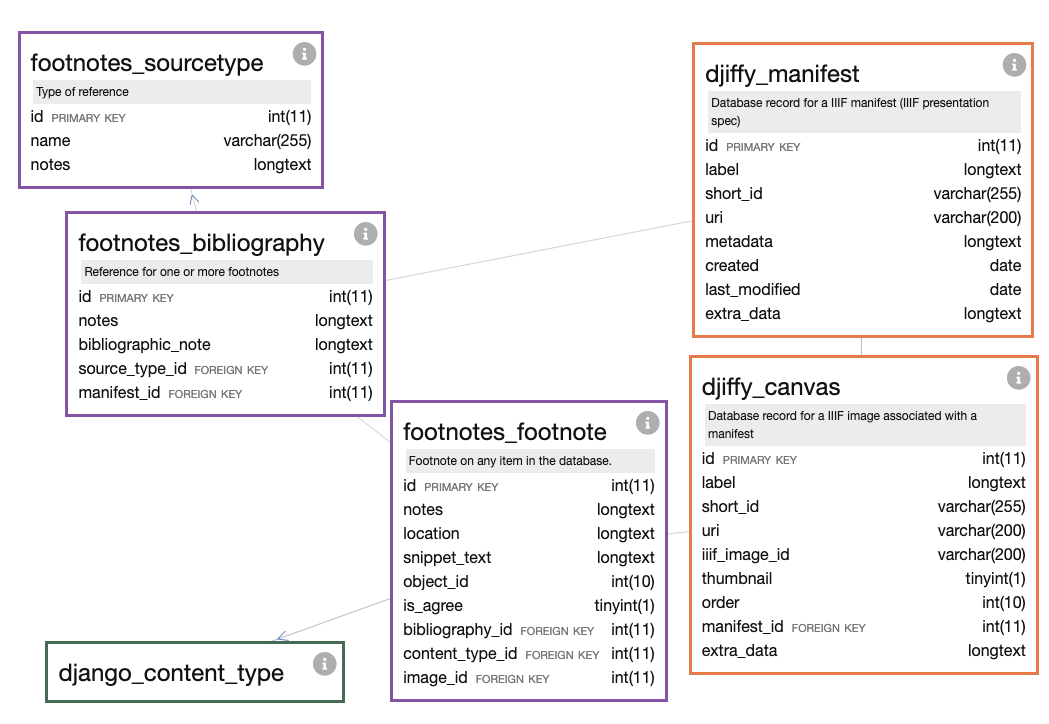 footnotes_sourcetype
Type of reference
id PRIMARY KEY int(11)
name varchar(255)
notes longtext
footnotes_bibliography
Reference for one or more footnotes
id PRIMARY KEY int(11)
notes longtext
bibliographic_note longtext
source_type_id FOREIGN KEY int(11)
manifest_id FOREIGN KEY int(11)
footnotes_footnote
Footnote on any item in the database.
id PRIMARY KEY int(11)
notes longtext
location longtext
snippet_text longtext
object_id int(10)
is_agree tinyint(1)
bibliography_id FOREIGN KEY int(11)
content_type_id FOREIGN KEY int(11)
image_id FOREIGN KEY int(11)
django_content_type
djiffy_manifest
Database record for a IIIF manifest (IIIF presentation
spec)
id PRIMARY KEY int(11)
label longtext
short_id varchar(255)
uri varchar(200)
metadata longtext
created date
last_modified date
extra_data longtext
djiffy_canvas
Database record for a IIIF image associated with a
manifest
id PRIMARY KEY int(11)
label longtext
short_id varchar(255)
uri varchar(200)
iiif_image_id varchar(200)
thumbnail tinyint(1)
order int(10)
manifest_id FOREIGN KEY int(11)
extra_data longtext